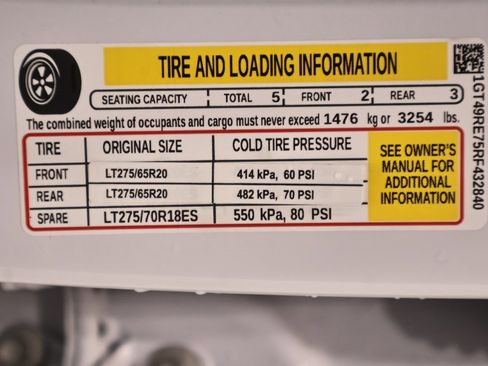 TIRE AND LOADING INFORMATION
SEATING CAPACITY TOTAL 5 FRONT 2 REAR 3
The combined weight of occupants and cargo must never exceed 1476 kg or 3254 lbs.
TIRE ORIGINAL SIZE COLD TIRE PRESSURE
FRONT LT275/65R20 414 kPa, 60 PSI
REAR LT275/65R20 482 kPa, 70 PSI
SPARE LT275/70R18ES 550 kPa, 80 PSI
SEE OWNER'S
MANUAL FOR
ADDITIONAL
INFORMATION
1GT49RE75RF432840